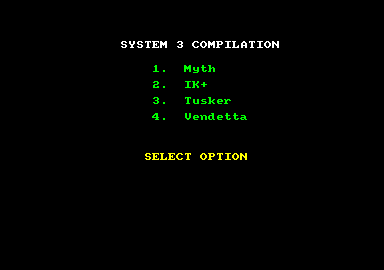 SYSTEM 3 COMPILATION
1. Myth
2. IK+
3. Tusker
4. Vendetta
SELECT OPTION